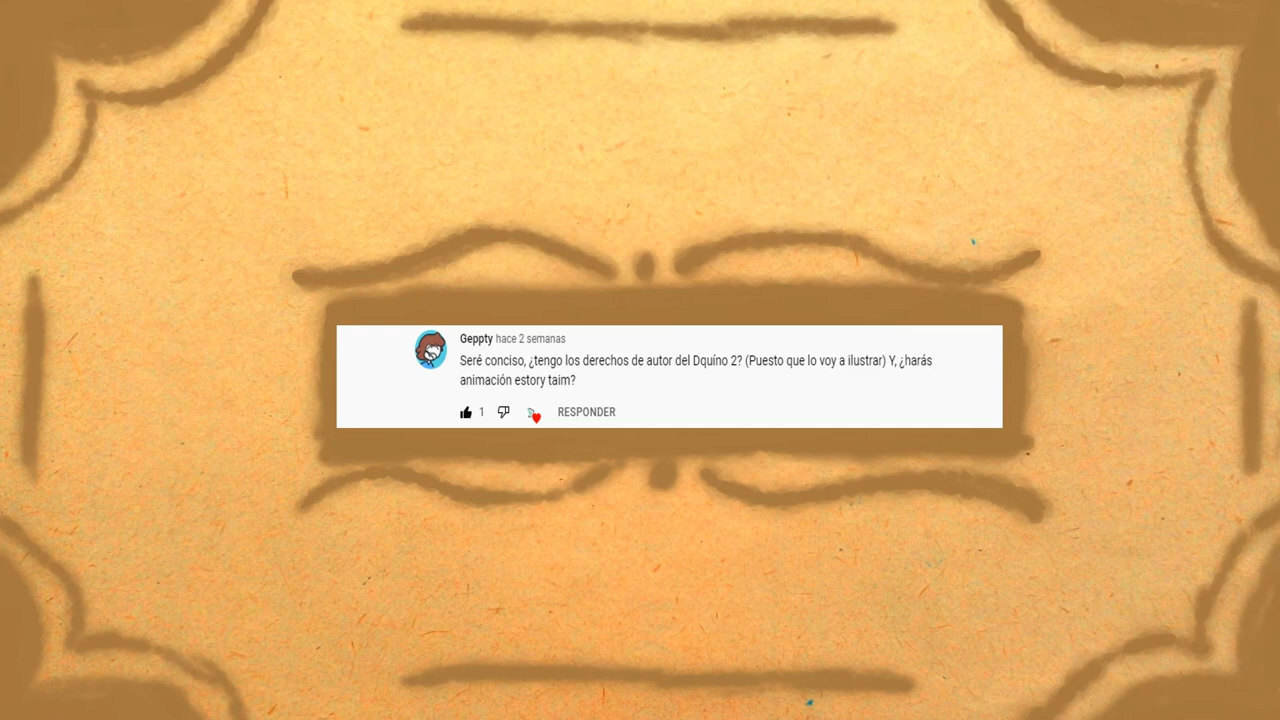 Geppty hace 2 semanas
Seré conciso, ¿tengo los derechos de autor del Dquíno 2? (Puesto que lo voy a ilustrar) Y, ¿harás
animación estory taim?
1 RESPONDER